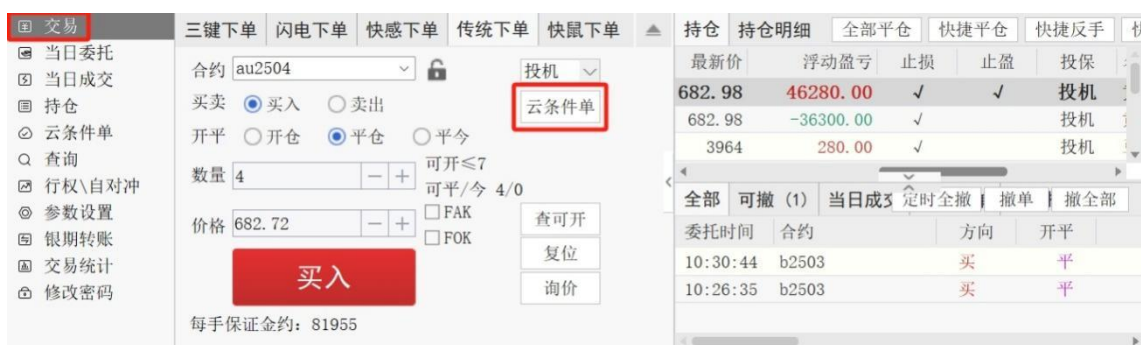 交易
当日委托
当日成交
持仓
云条件单
查询
行权\自对冲
参数设置
银期转账
交易统计
修改密码
三键下单 闪电下单 快感下单 传统下单 快鼠下单
合约 au2504 投机
买卖 买入 卖出 云条件单
开平 开仓 平仓 平今
数量 4 可开≤7
可平/今 4/0
价格 682.72 FAK 查可开
FOK
复位
买入
询价
每手保证金约: 81955
持仓 持仓明细 全部平仓 快捷平仓 快捷反手
最新价 浮动盈亏 止损 止盈 投保
682.98 46280.00 √ √ 投机
682.98 -36300.00 √ 投机
3964 280.00 √ 投机
全部 可撤 (1) 当日成交 定时全撤 撤单 撤全部
委托时间 合约 方向 开平
10:30:44 b2503 买 平
10:26:35 b2503 买 平